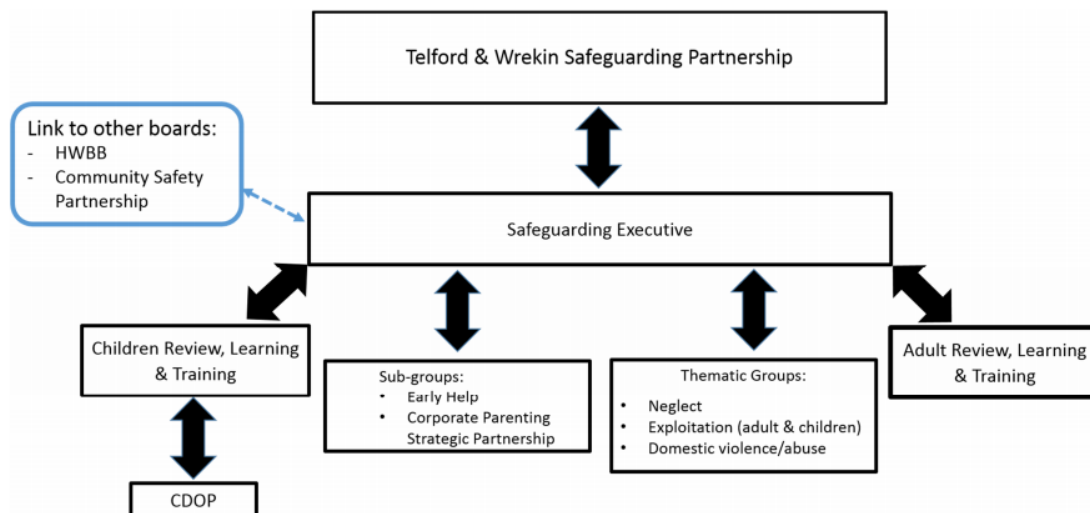 Telford & Wrekin Safeguarding Partnership
Link to other boards:
- HWBB
- Community Safety
Partnership
Safeguarding Executive
Children Review, Learning
& Training
Sub-groups:
• Early Help
• Corporate Parenting
Strategic Partnership
Thematic Groups:
• Neglect
• Exploitation (adult & children)
• Domestic violence/abuse
Adult Review, Learning
& Training
CDOP